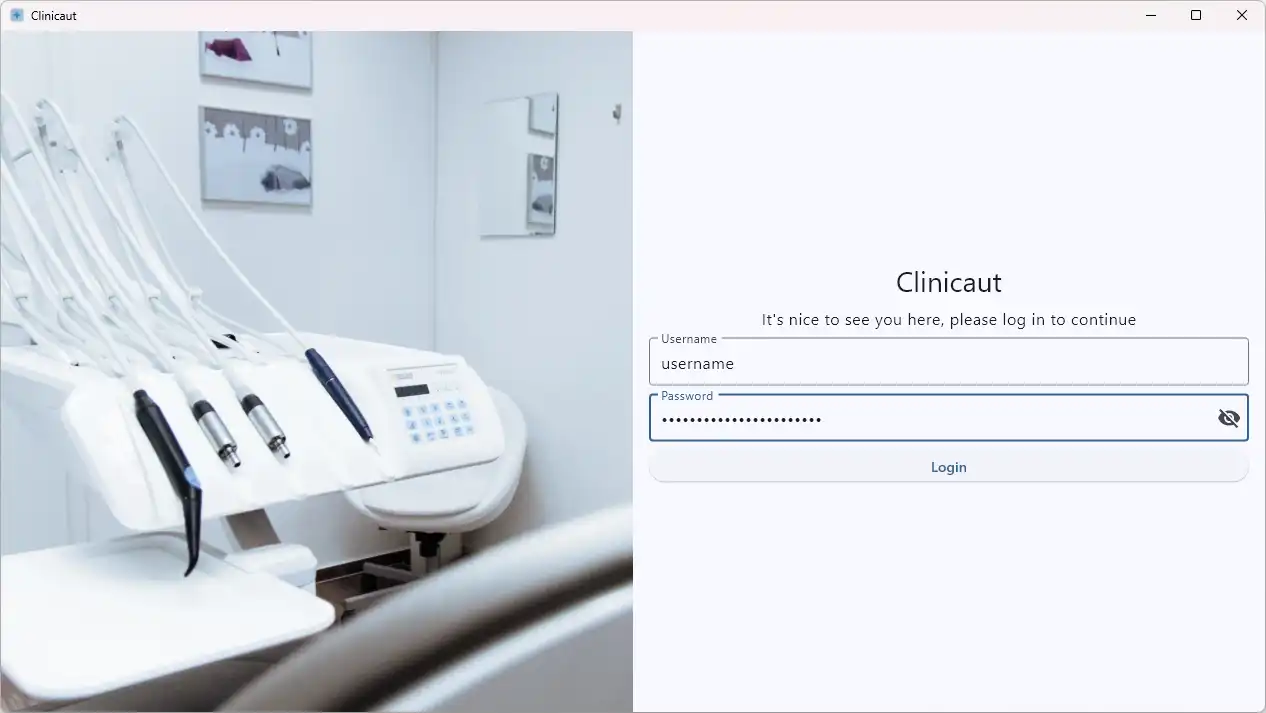 Clinicaut
Clinicaut
It's nice to see you here, please log in to continue
Username
username
Password
••••••••••••••••••••••
Login